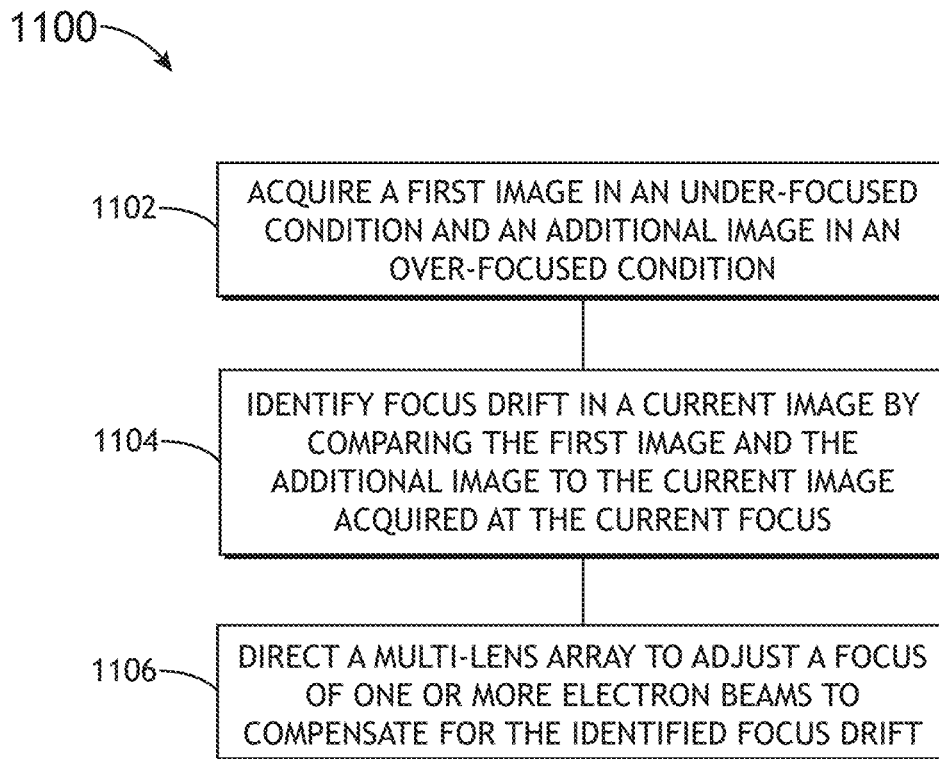 1100
1102
ACQUIRE A FIRST IMAGE IN AN UNDER-FOCUSED
CONDITION AND AN ADDITIONAL IMAGE IN AN
OVER-FOCUSED CONDITION
1104
IDENTIFY FOCUS DRIFT IN A CURRENT IMAGE BY
COMPARING THE FIRST IMAGE AND THE
ADDITIONAL IMAGE TO THE CURRENT IMAGE
ACQUIRED AT THE CURRENT FOCUS
1106
DIRECT A MULTI-LENS ARRAY TO ADJUST A FOCUS
OF ONE OR MORE ELECTRON BEAMS TO
COMPENSATE FOR THE IDENTIFIED FOCUS DRIFT